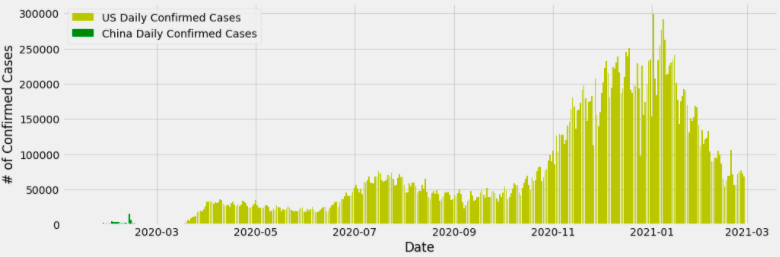 US Daily Confirmed Cases
China Daily Confirmed Cases
# of Confirmed Cases
300000
250000
200000
150000
100000
50000
0
2020-03 2020-05 2020-07 2020-09 2020-11 2021-01 2021-03
Date